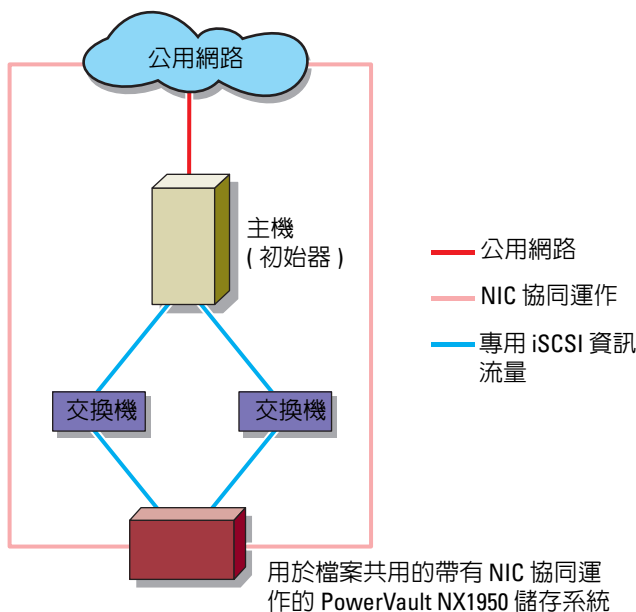 公用網路
主機
( 初始器 )
公用網路
NIC 協同運作
專用 iSCSI 資訊
流量
交換機
交換機
用於檔案共用的帶有 NIC 協同運
作的 PowerVault NX1950 儲存系統